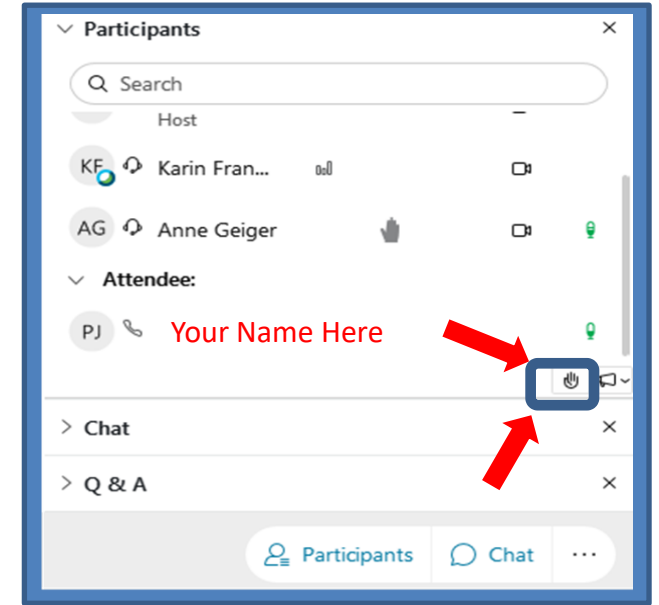 Participants
Search
Host
KF Karin Fran...
AG Anne Geiger
Attendee:
PJ Your Name Here
Chat
Q & A
Participants Chat ...